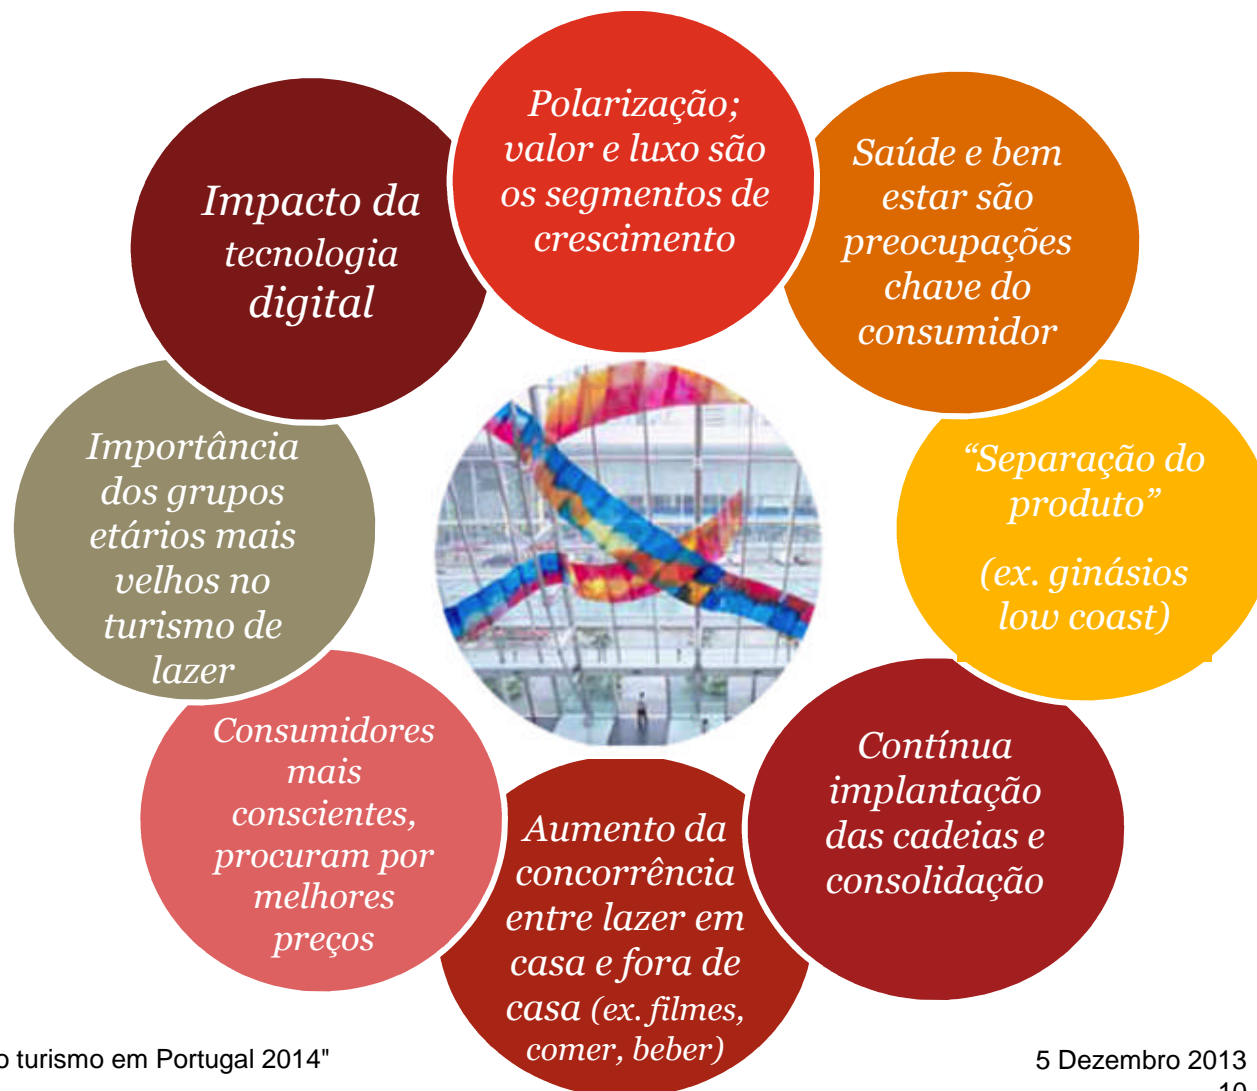 Polarização;
valor e luxo são
os segmentos de
crescimento
Saúde e bem
estar são
preocupações
chave do
consumidor
“Separação do
produto”
(ex. ginásios
low coast)
Contínua
implantação
das cadeias e
consolidação
Aumento da
concorrência
entre lazer em
casa e fora de
casa (ex. filmes,
comer, beber)
Consumidores
mais
conscientes,
procuram por
melhores
preços
Importância
dos grupos
etários mais
velhos no
turismo de
lazer
Impacto da
tecnologia
digital
o turismo em Portugal 2014"
5 Dezembro 2013